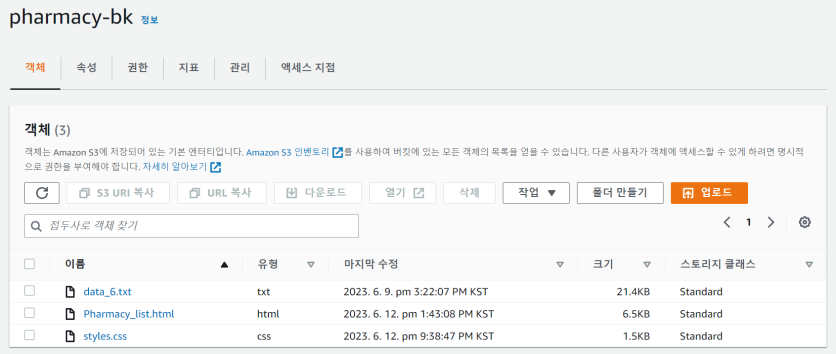 pharmacy-bk 정보
객체 속성 권한 지표 관리 액세스 지점
객체 (3)
객체는 Amazon S3에 저장되어 있는 기본 엔터티입니다. Amazon S3 인벤토리 를 사용하여 버킷에 있는 모든 객체의 목록을 얻을 수 있습니다. 다른 사용자가 객체에 액세스할 수 있게 하려면 명시적
으로 권한을 부여해야 합니다. 자세히 알아보기
S3 URI 복사 URL 복사 다운로드 열기 삭제 작업 폴더 만들기 업로드
접두사로 객체 찾기 1
이름 유형 마지막 수정 크기 스토리지 클래스
data_6.txt txt 2023. 6. 9. pm 3:22:07 PM KST 21.4KB Standard
Pharmacy_list.html html 2023. 6. 12. pm 1:43:08 PM KST 6.5KB Standard
styles.css css 2023. 6. 12. pm 9:38:47 PM KST 1.5KB Standard